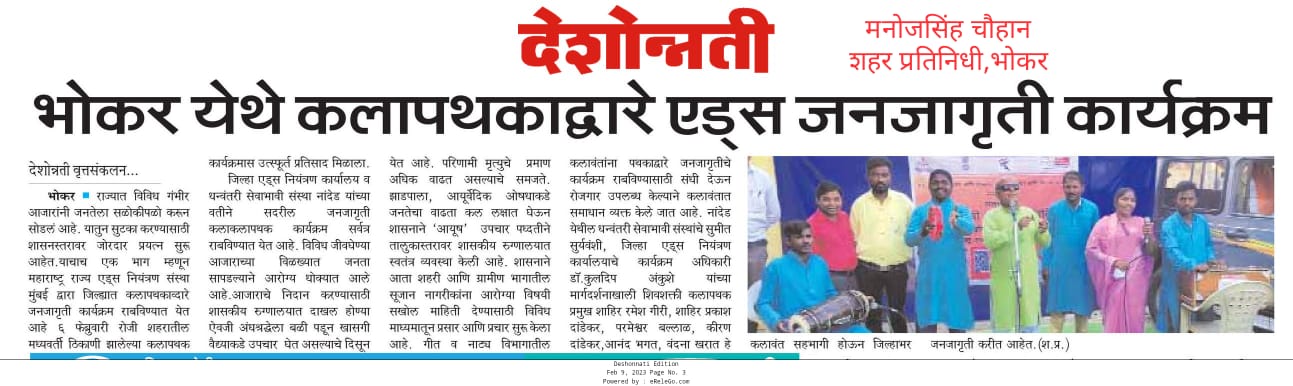 देशोन्नती
मनोजसिंह चौहान
शहर प्रतिनिधी,भोकर
भोकर येथे कलापथकाद्वारे एड्स जनजागृती कार्यक्रम
देशोन्नती वृत्तसंकलन...
भोकर ■ राज्यात विविध गंभीर
आजारांनी जनतेला सळोकीपळो करून
सोडलं आहे. यातुन सुटका करण्यासाठी
शासनस्तरावर जोरदार प्रयत्न सुरू
आहेत.याचाच एक भाग म्हणून
महाराष्ट्र राज्य एड्स नियंत्रण संस्था
मुंबई द्वारा जिल्ह्यात कलापथकाव्दारे
जनजागृती कार्यक्रम राबविण्यात येत
आहे ६ फेब्रुवारी रोजी शहरातील
मध्यवर्ती ठिकाणी झालेल्या कलापथक
कार्यक्रमास उत्स्फूर्त प्रतिसाद मिळाला.
जिल्हा एड्स नियंत्रण कार्यालय व
धन्वंतरी सेवाभावी संस्था नांदेड यांच्या
वतीने सदरील जनजागृती
कलाकलापथक कार्यक्रम सर्वत्र
राबविण्यात येत आहे. विविध जीवघेण्या
आजाराच्या विळख्यात जनता
सापडल्याने आरोग्य धोक्यात आले
आहे.आजाराचे निदान करण्यासाठी
शासकीय रुग्णालयात दाखल होण्या
ऐवजी अंधश्रद्धेला बळी पडून खासगी
वैद्यकाडे उपचार घेत असल्याचे दिसून
येत आहे. परिणामी मृत्युचे प्रमाण
अधिक वाढत असल्याचे समजते.
झाडपाला, आयूर्वेदिक ओषधाकडे
जनतेचा वाढता कल लक्षात घेऊन
शासनाने 'आयूष' उपचार पध्दतीने
तालुकास्तरावर शासकीय रुग्णालयात
स्वतंत्र व्यवस्था केली आहे. शासनाने
आता शहरी आणि ग्रामीण भागातील
सूजान नागरीकांना आरोग्या विषयी
सखोल माहिती देण्यासाठी विविध
माध्यमातून प्रसार आणि प्रचार सुरू केला
आहे. गीत व नाट्य विभागातील
कलावंतांना पथकाद्वारे जनजागृतीचे
कार्यक्रम राबविण्यासाठी संधी देऊन
रोजगार उपलब्ध केल्याने कलावंतात
समाधान व्यक्त केले जात आहे. नांदेड
येथील धन्वंतरी सेवाभावी संस्थांचे सुमीत
सुर्यवंशी, जिल्हा एड्स नियंत्रण
कार्यालयाचे कार्यक्रम अधिकारी
डॉ.कुलदिप अंकुशे यांच्या
मार्गदर्शनाखाली शिवशक्ती कलापथक
प्रमुख शाहिर रमेश गीरी, शाहिर प्रकाश
दांडेकर, परमेश्वर बल्लाळ, कीरण
दांडेकर,आनंद भगत, वंदना खरात हे
कलावंत सहभागी होऊन जिल्हाभर जनजागृती करीत आहेत.(श.प्र.)
Deshonnati Edition
Feb 9, 2023 Page No. 3
Powered by : eReleGo.com